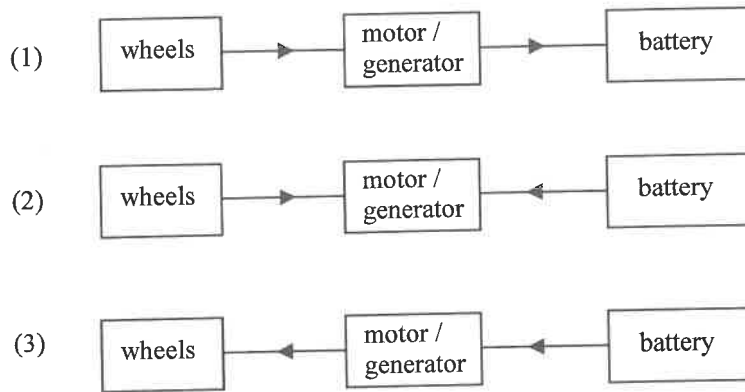 (1) wheels motor / generator battery
(2) wheels motor / generator battery
(3) wheels motor / generator battery